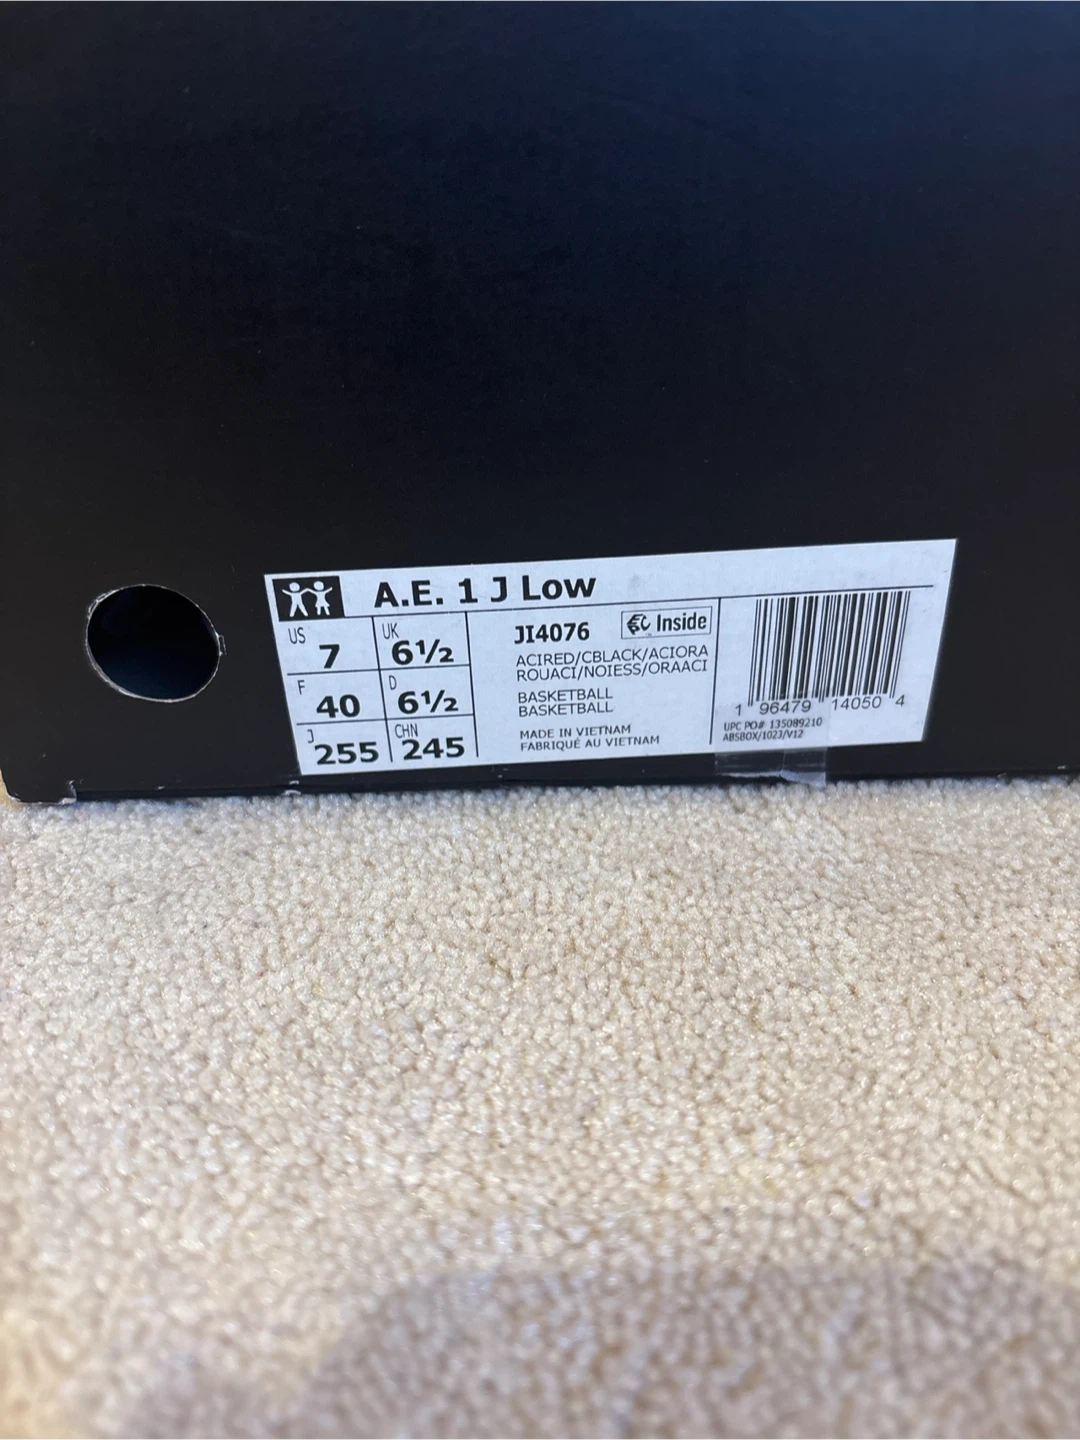 A.E. 1 J Low
US 7 UK 6½
F 40 D 6½
J 255 CHN 245
JI4076 Inside
ACIRED/CBLACK/ACIORA
ROUACI/NOIESS/ORAACI
BASKETBALL
BASKETBALL
MADE IN VIETNAM
FABRIQUÉ AU VIETNAM
1 96479 14050 4
UPC PO# 135089210
ABSBOX/1023/V12